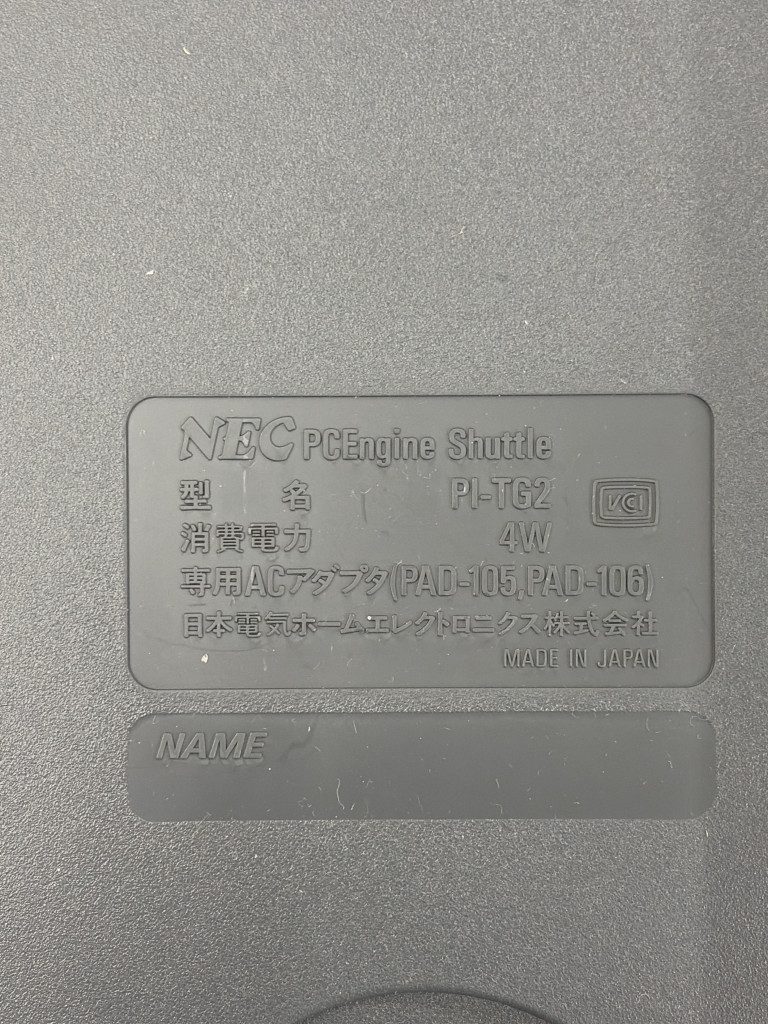 NEC PCEngine Shuttle
型名 PI-TG2
VCI
消費電力 4W
専用ACアダプタ(PAD-105,PAD-106)
日本電気ホームエレクトロニクス株式会社
MADE IN JAPAN
NAME